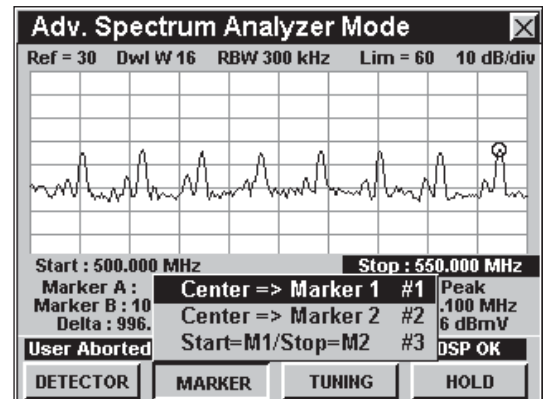 Adv. Spectrum Analyzer Mode
Ref = 30 Dwl W 16 RBW 300 kHz Lim = 60 10 dB/div
Start : 500.000 MHz Stop : 550.000 MHz
Marker A : Peak
Marker B : 10 .100 MHz
Delta : 996. 6 dBmV
Center => Marker 1 #1
Center => Marker 2 #2
Start=M1/Stop=M2 #3
User Aborted DSP OK
DETECTOR MARKER TUNING HOLD